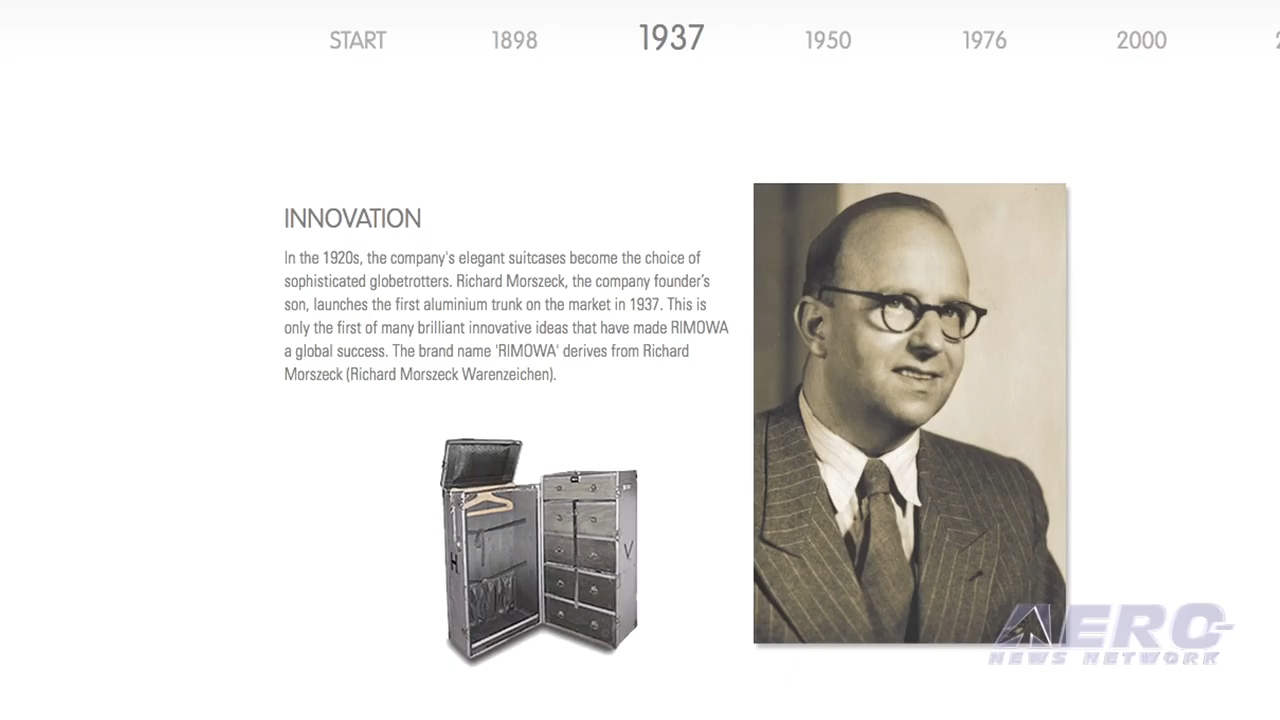 START 1898 1937 1950 1976 2000
INNOVATION
In the 1920s, the company's elegant suitcases become the choice of
sophisticated globetrotters. Richard Morszeck, the company founder's
son, launches the first aluminium trunk on the market in 1937. This is
only the first of many brilliant innovative ideas that have made RIMOWA
a global success. The brand name 'RIMOWA' derives from Richard
Morszeck (Richard Morszeck Warenzeichen).
H V
AERO
NEWS NETWORK